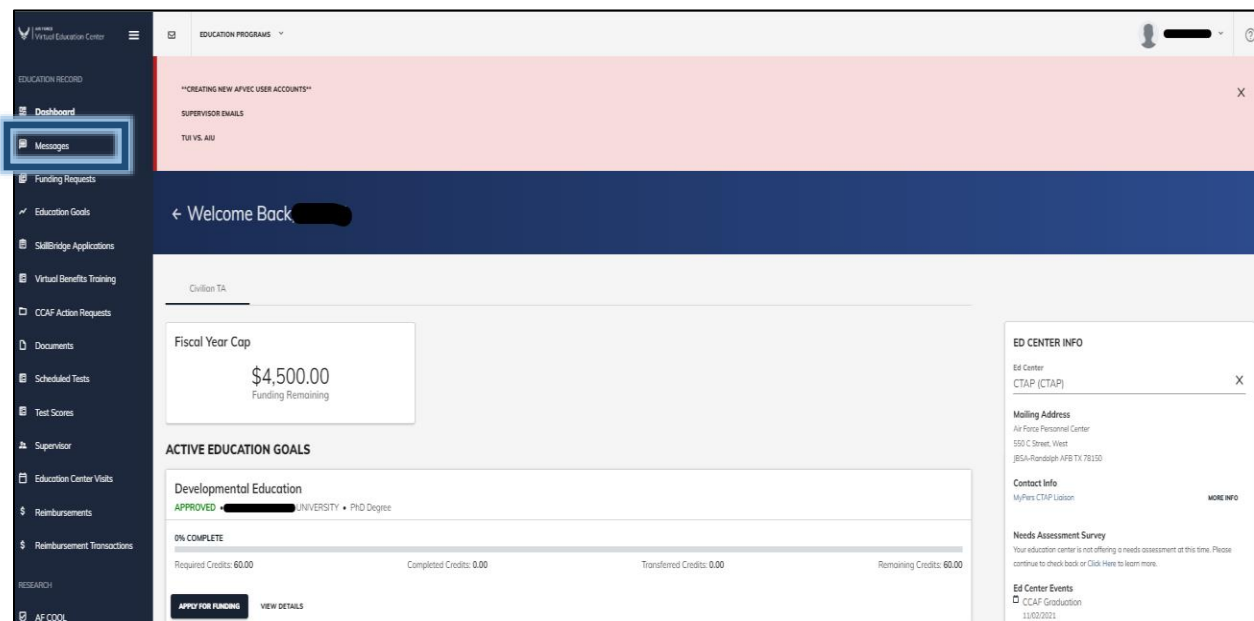 AIR FORCE
Virtual Education Center
EDUCATION PROGRAMS
EDUCATION RECORD
Dashboard
Messages
Funding Requests
Education Goals
SkillBridge Applications
Virtual Benefits Training
CCAF Action Requests
Documents
Scheduled Tests
Test Scores
Supervisor
Education Center Visits
$ Reimbursements
$ Reimbursement Transactions
RESEARCH
AF COOL
**CREATING NEW AFVEC USER ACCOUNTS**
X
SUPERVISOR EMAILS
TUI VS. AIU
← Welcome Back,
Civilian TA
Fiscal Year Cap
$4,500.00
Funding Remaining
ACTIVE EDUCATION GOALS
Developmental Education
APPROVED • UNIVERSITY • PhD Degree
0% COMPLETE
Required Credits: 60.00 Completed Credits: 0.00 Transferred Credits: 0.00 Remaining Credits: 60.00
APPLY FOR FUNDING VIEW DETAILS
ED CENTER INFO
Ed Center
CTAP (CTAP) X
Mailing Address
Air Force Personnel Center
550 C Street, West
JBSA-Randolph AFB TX 78150
Contact Info
MyPers CTAP Liaison MORE INFO
Needs Assessment Survey
Your education center is not offering a needs assessment at this time. Please
continue to check back or Click Here to learn more.
Ed Center Events
CCAF Graduation
11/02/2021